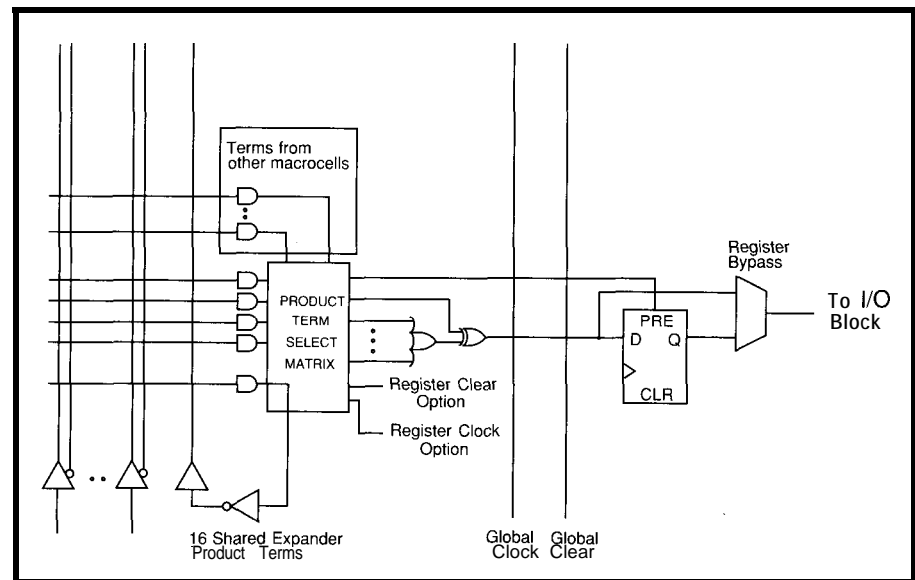 Terms from
other macrocells
PRODUCT
TERM
SELECT
MATRIX
Register Clear
Option
Register Clock
Option
16 Shared Expander
Product Terms
Global
Clock
Global
Clear
PRE
D Q
CLR
Register
Bypass
To I/O
Block